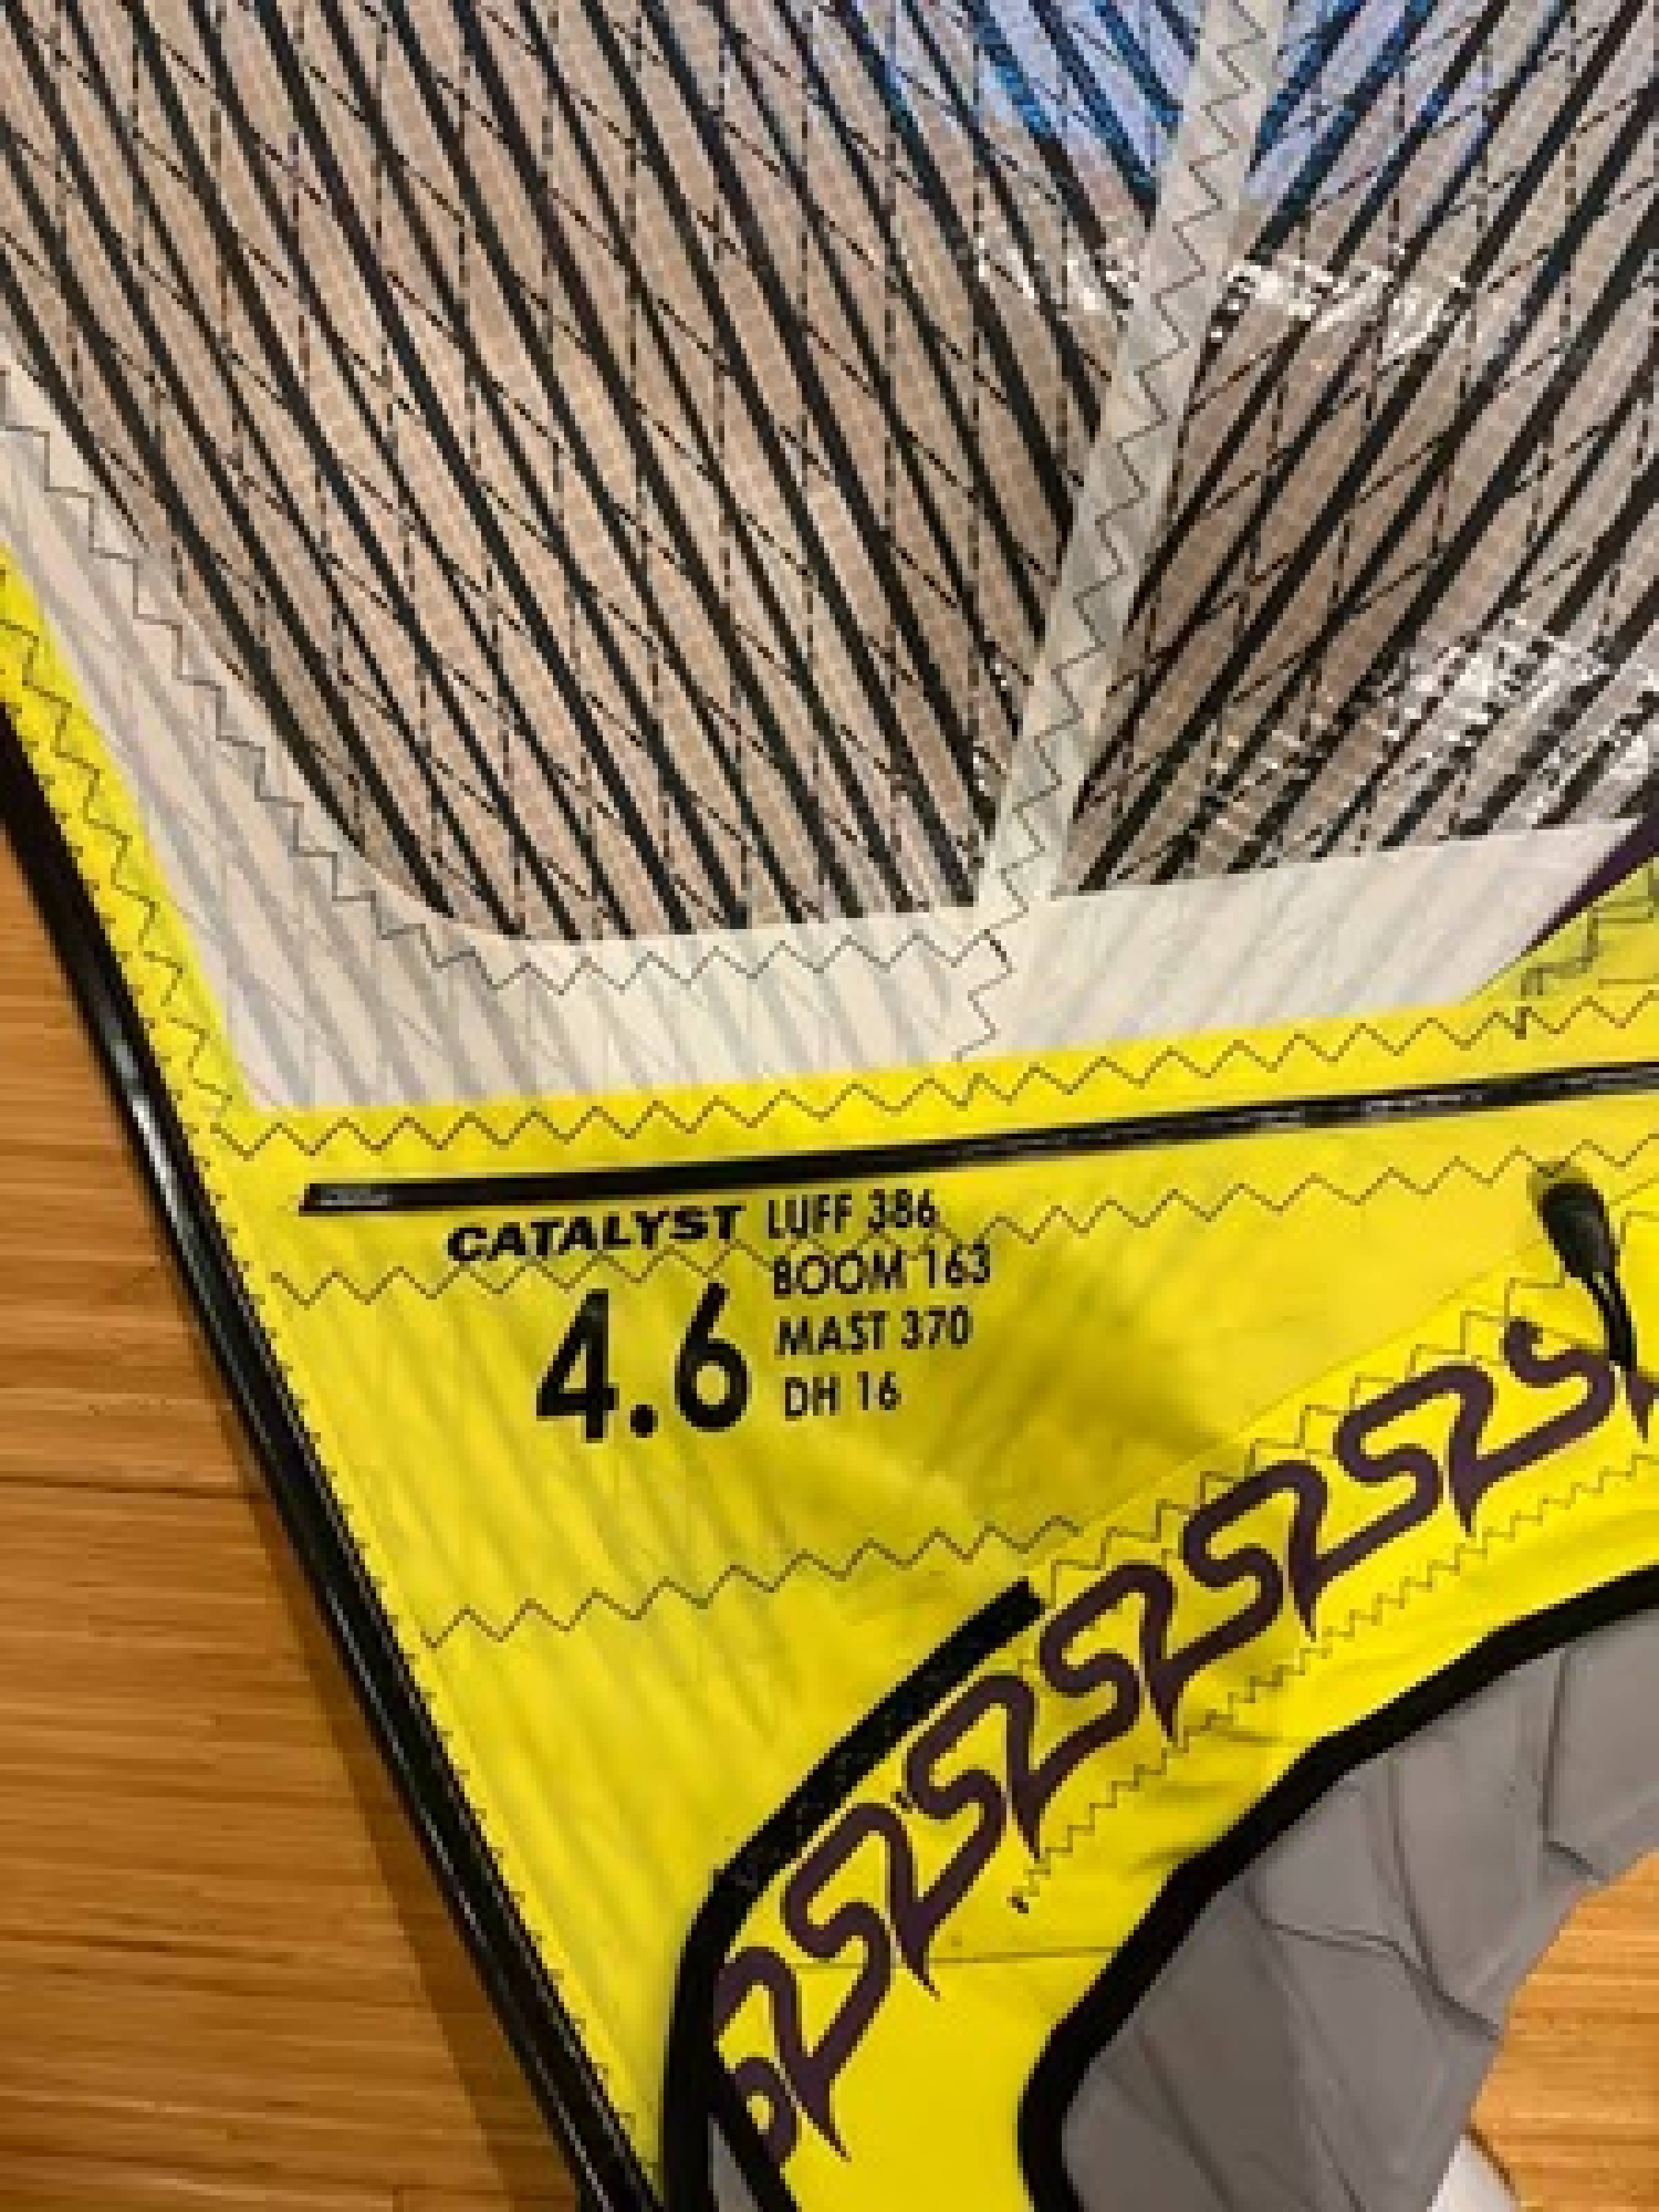 CATALYST
4.6
LUFF 386
BOOM 163
MAST 370
DH 16